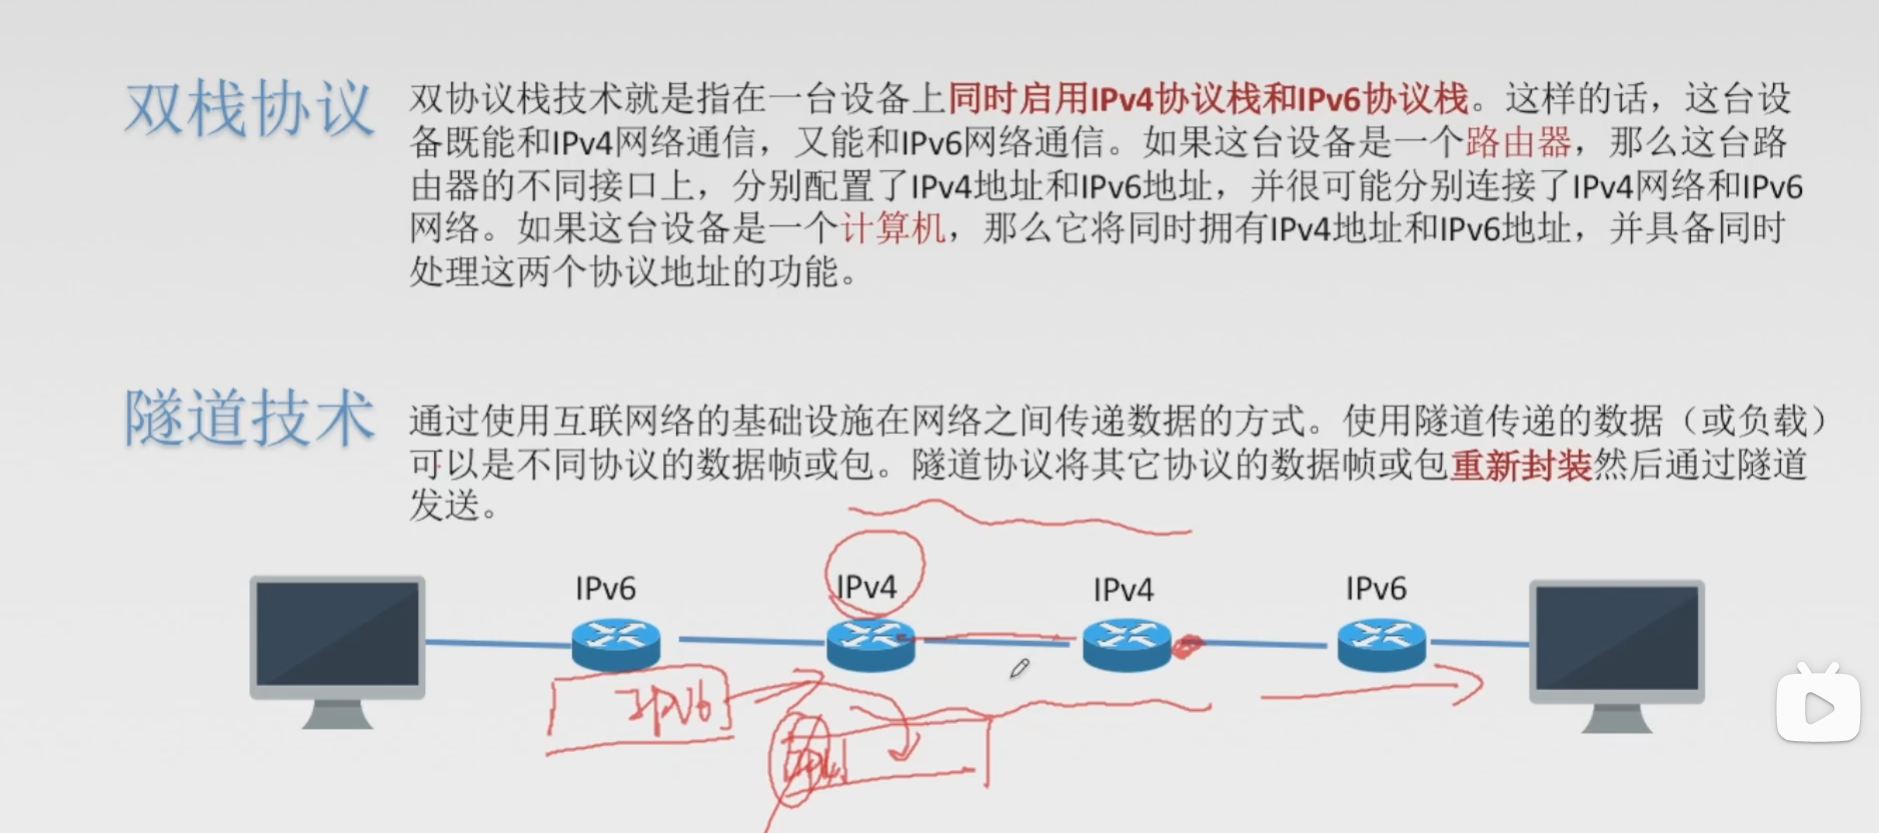 双栈协议
双协议栈技术就是指在一台设备上同时启用IPv4协议栈和IPv6协议栈。这样的话，这台设
备既能和IPv4网络通信，又能和IPv6网络通信。如果这台设备是一个路由器，那么这台路
由器的不同接口上，分别配置了IPv4地址和IPv6地址，并很可能分别连接了IPv4网络和IPv6
网络。如果这台设备是一个计算机，那么它将同时拥有IPv4地址和IPv6地址，并具备同时
处理这两个协议地址的功能。
隧道技术
通过使用互联网络的基础设施在网络之间传递数据的方式。使用隧道传递的数据（或负载）
可以是不同协议的数据帧或包。隧道协议将其它协议的数据帧或包重新封装然后通过隧道
发送。
IPv6
IPv4
IPv4
IPv6
IPV6